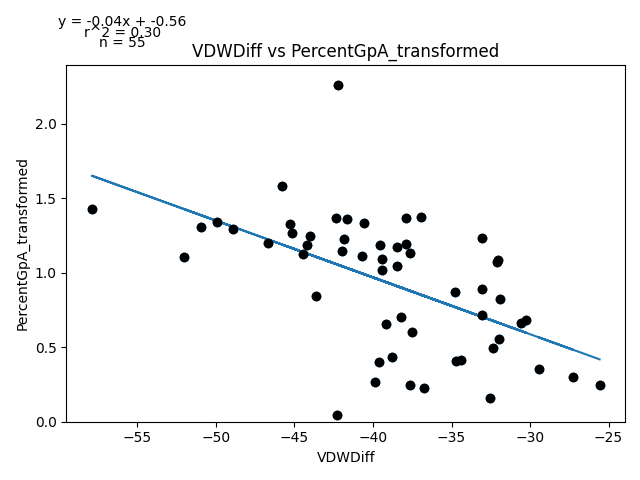 y = -0.04x + -0.56
r^2 = 0.30
n = 55
VDWDiff vs PercentGpA_transformed
PercentGpA_transformed
2.0
1.5
1.0
0.5
0.0
−55 −50 −45 −40 −35 −30 −25
VDWDiff